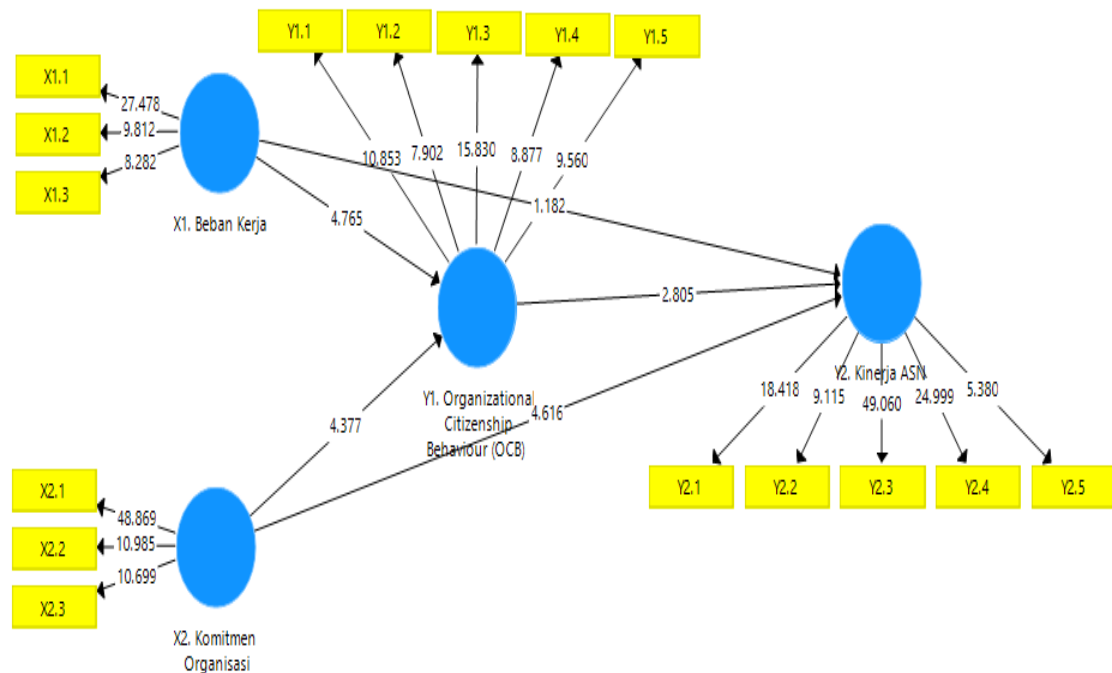 Y1.1
Y1.2
Y1.3
Y1.4
Y1.5
X1.1
X1.2
X1.3
27.478
9.812
8.282
X1. Beban Kerja
10.853
7.902
15.830
8.877
9.560
1.182
4.765
2.805
Y1. Organizational
Citizenship
Behaviour (OCB)
4.377
4.616
Y2. Kinerja ASN
18.418
9.115
49.060
24.999
5.380
Y2.1
Y2.2
Y2.3
Y2.4
Y2.5
X2.1
X2.2
X2.3
48.869
10.985
10.699
X2. Komitmen
Organisasi